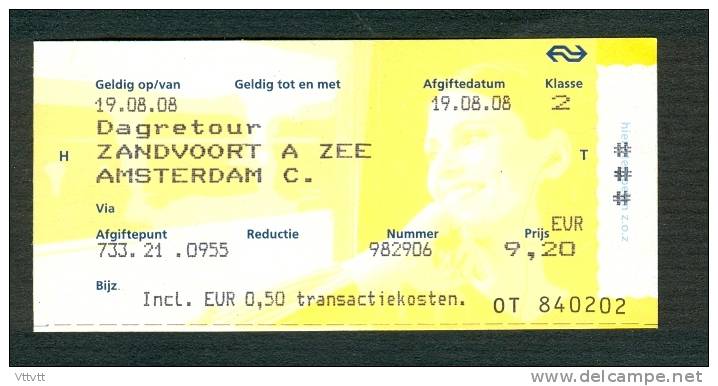 Geldig op/van Geldig tot en met Afgiftedatum Klasse
19.08.08 19.08.08 2
Dagretour
H ZANDVOORT A ZEE T
AMSTERDAM C.
###
Via
Afgiftepunt Reductie Nummer Prijs EUR
733.21 .0955 982906 9,20
Bijz. Incl. EUR 0,50 transactiekosten.
OT 840202
z.o.z
Vttvtt
delcampe.net